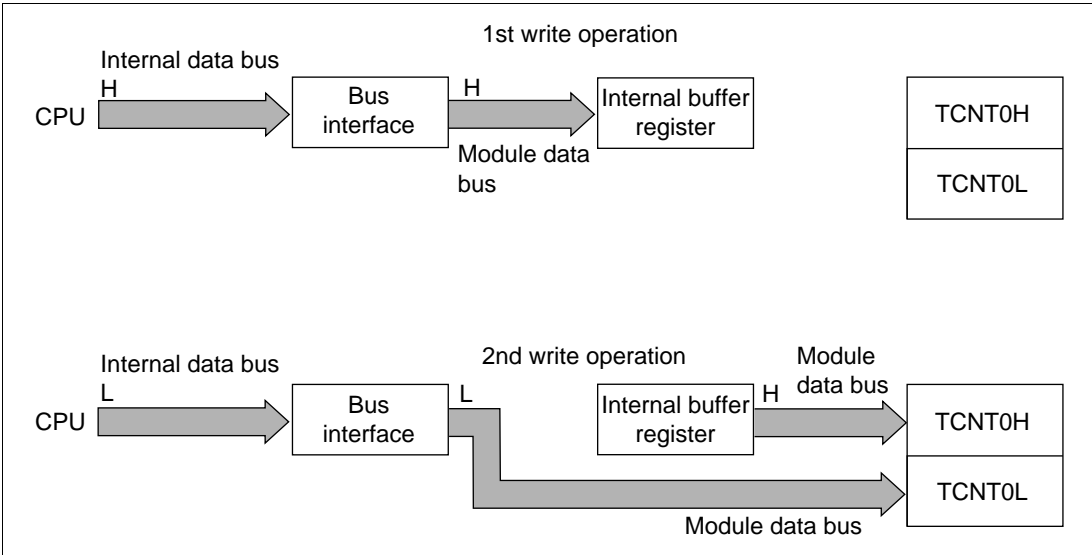 1st write operation
Internal data bus
H
CPU
Bus
interface
H
Module data
bus
Internal buffer
register
TCNT0H
TCNT0L
2nd write operation
Internal data bus
L
CPU
Bus
interface
L
Internal buffer
register
H
Module
data bus
TCNT0H
TCNT0L
Module data bus